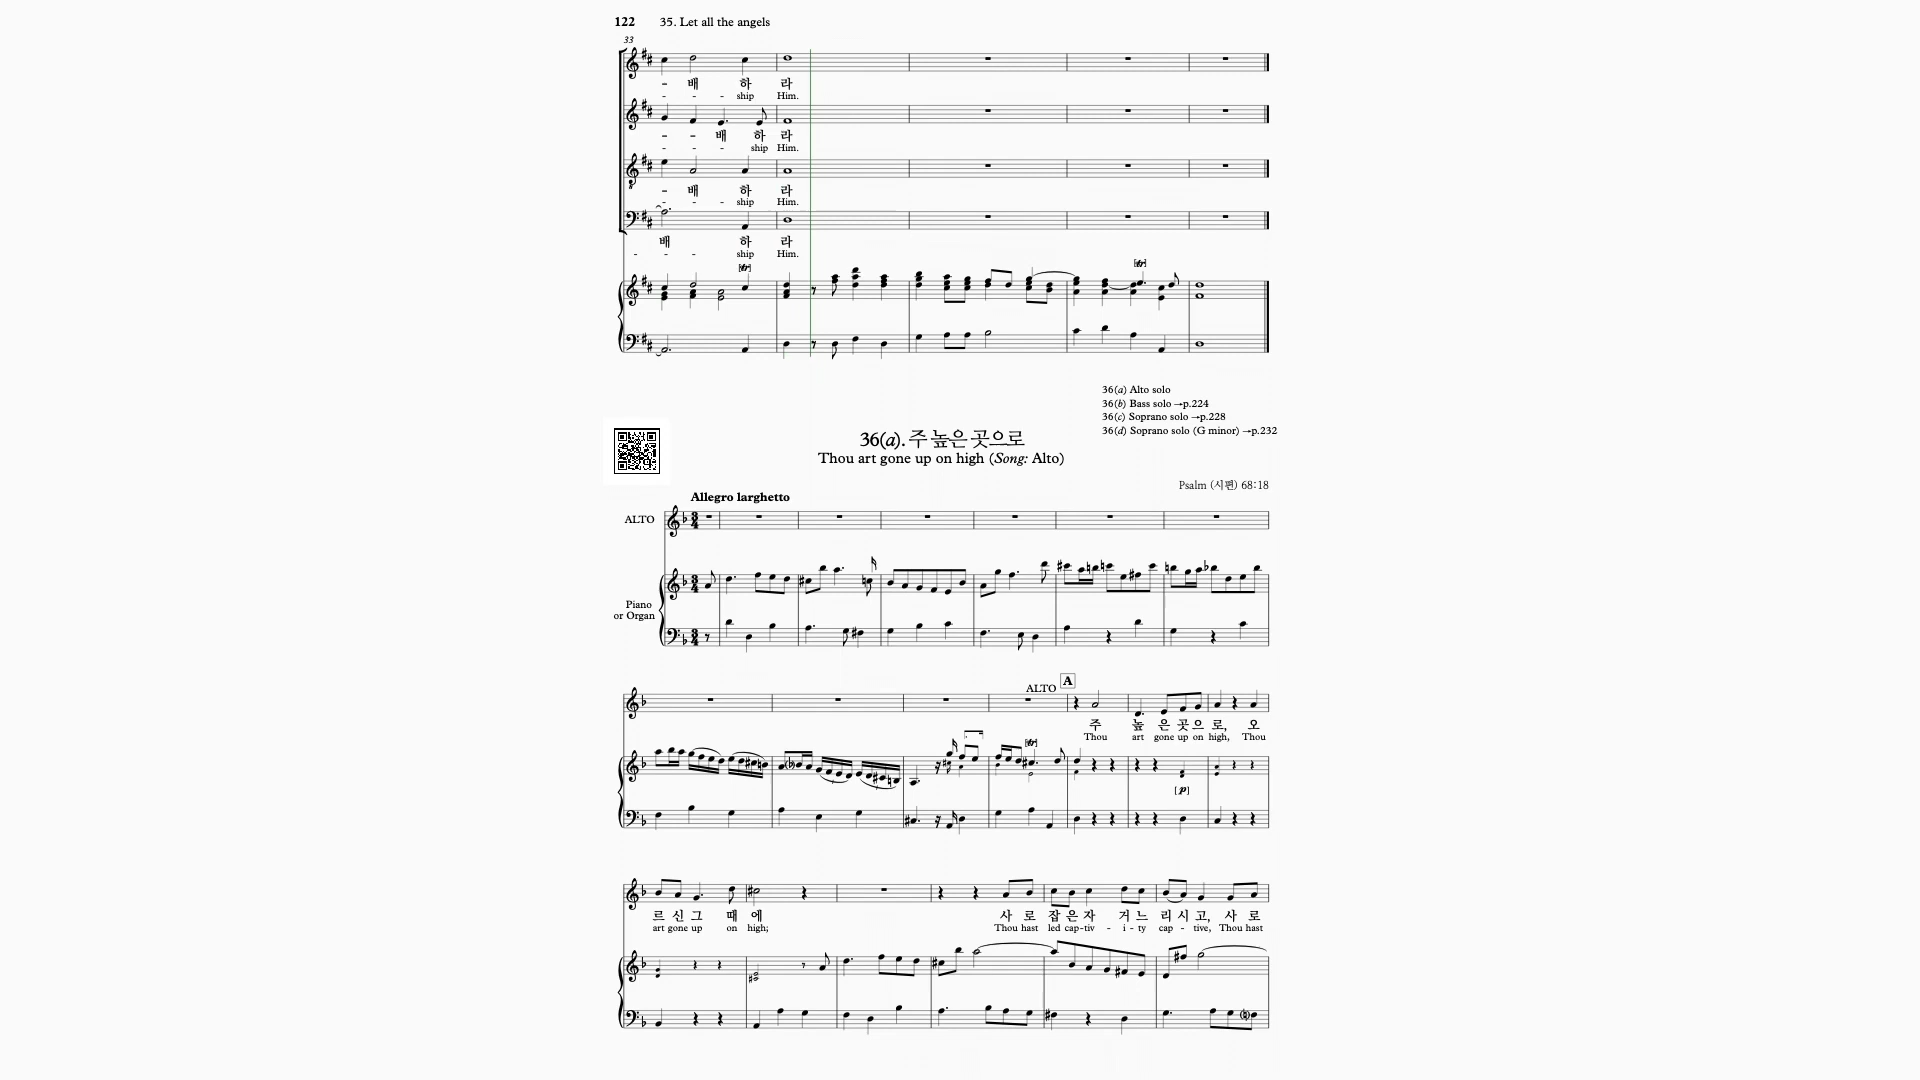 122 35. Let all the angels
33
- 배 하 라
- - - ship Him.
- - 배 하 라
- - - ship Him.
- 배 하 라
- - - ship Him.
배 하 라
- - - ship Him.
[tr]
[tr]
36(a) Alto solo
36(b) Bass solo →p.224
36(c) Soprano solo →p.228
36(d) Soprano solo (G minor) →p.232
36(a). 주 높은 곳으로
Thou art gone up on high (Song: Alto)
Psalm (시편) 68:18
Allegro larghetto
ALTO
Piano
or Organ
ALTO A
주 높 은 곳 으 로, 오
Thou art gone up on high, Thou
[tr]
[p]
르 신 그 때 에 사 로 잡 은 자 거 느 리 시 고, 사 로
art gone up on high; Thou hast led cap-tiv - i - ty cap - tive, Thou hast